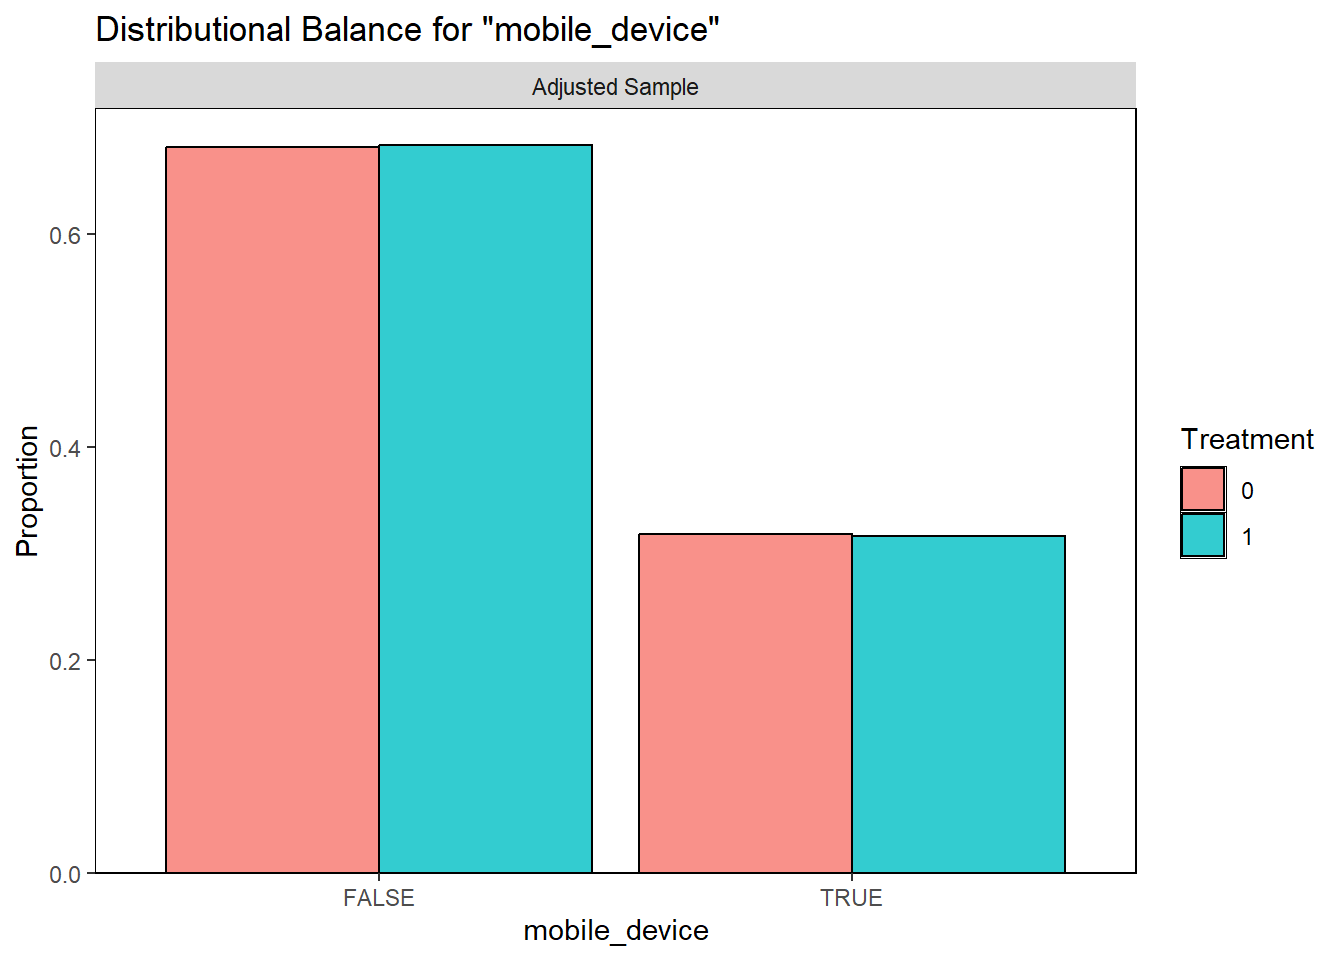 Distributional Balance for "mobile_device"
Adjusted Sample
Proportion
0.6
0.4
0.2
0.0
FALSE
TRUE
mobile_device
Treatment
0
1